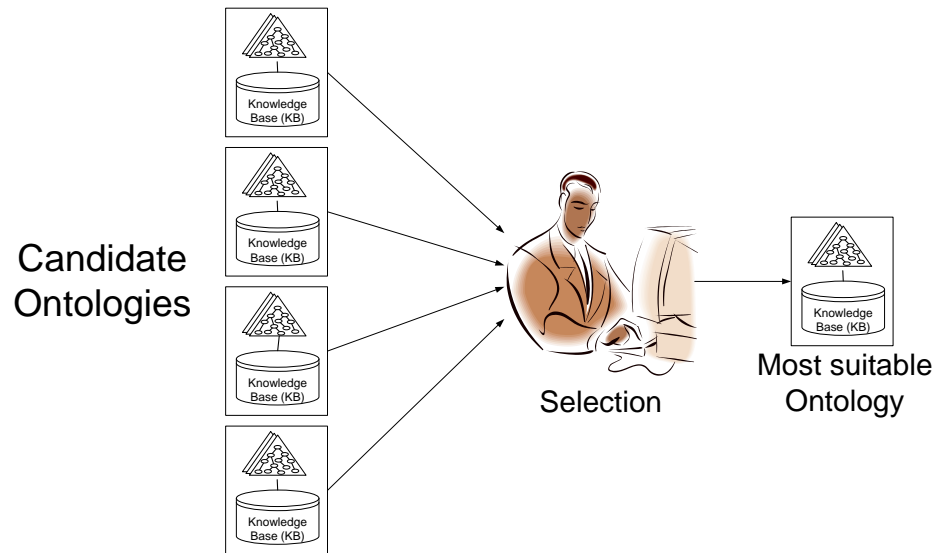 Knowledge
Base (KB)
Knowledge
Base (KB)
Candidate
Ontologies
Knowledge
Base (KB)
Knowledge
Base (KB)
Selection
Knowledge
Base (KB)
Most suitable
Ontology